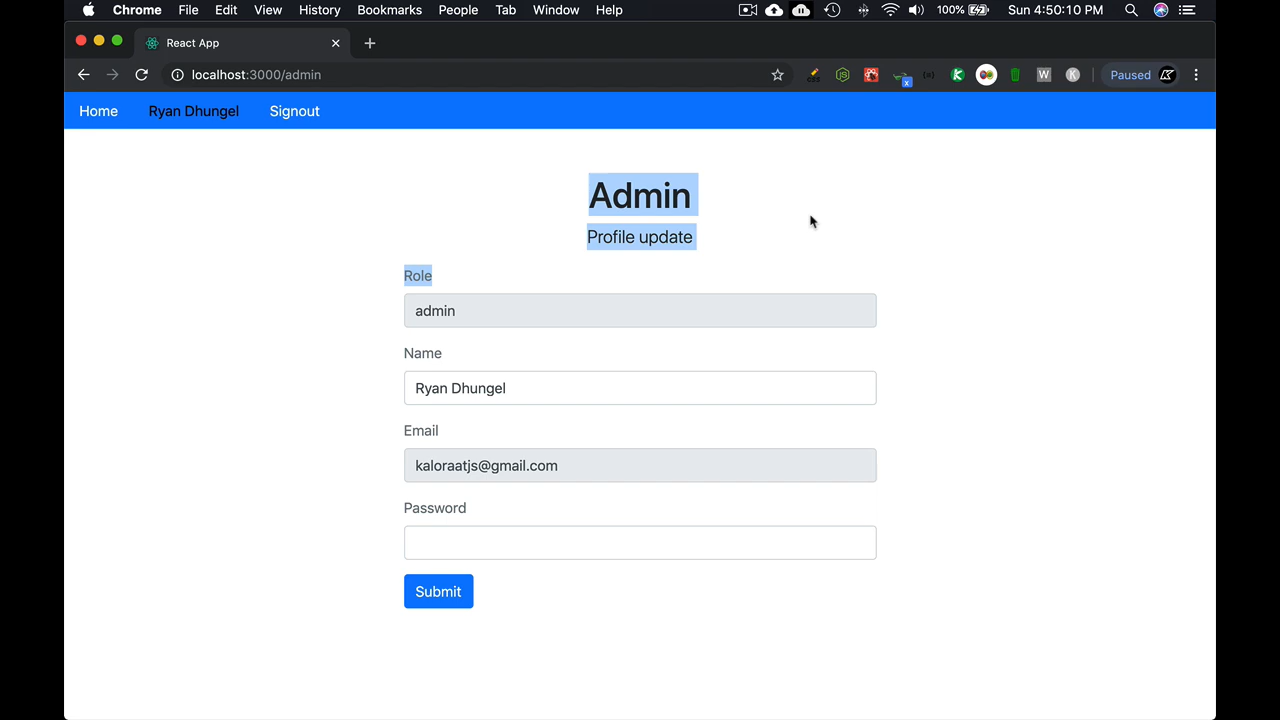 Chrome File Edit View History Bookmarks People Tab Window Help 100% Sun 4:50:10 PM
React App
localhost:3000/admin Paused
Home Ryan Dhungel Signout
Admin
Profile update
Role
admin
Name
Ryan Dhungel
Email
kaloraatjs@gmail.com
Password
Submit